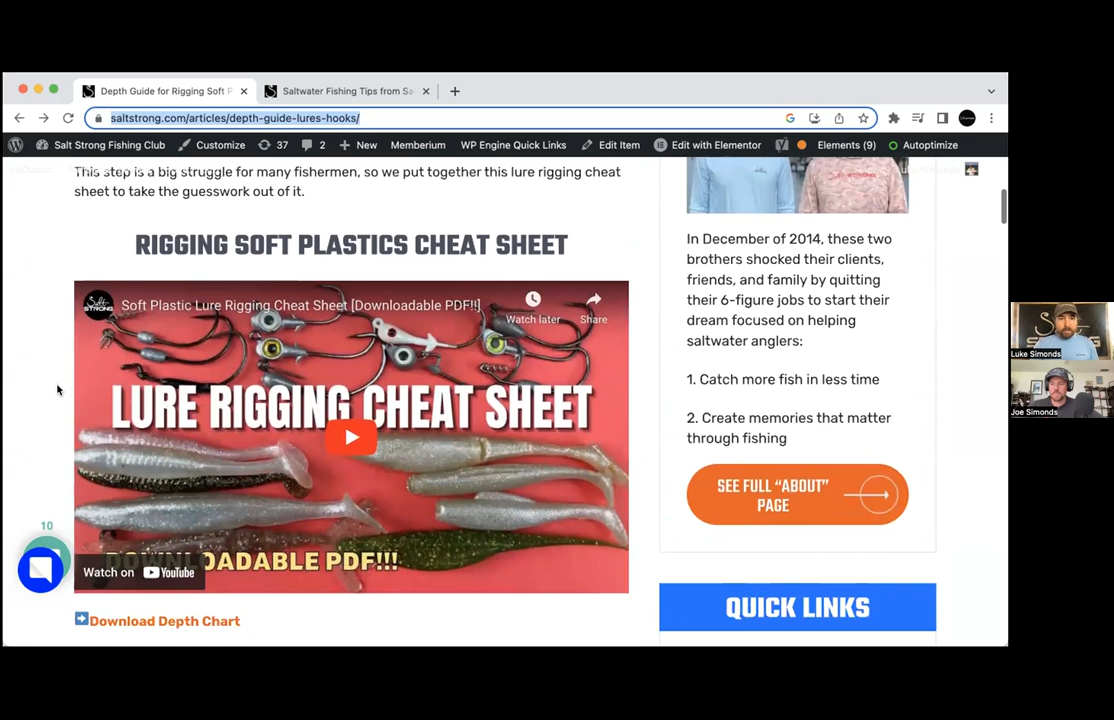 Depth Guide for Rigging Soft P
Saltwater Fishing Tips from Sa
saltstrong.com/articles/depth-guide-lures-hooks/
Salt Strong Fishing Club
Customize
37
2
New
Memberium
WP Engine Quick Links
Edit Item
Edit with Elementor
Elements (9)
Autoptimize
This step is a big struggle for many fishermen, so we put together this lure rigging cheat
sheet to take the guesswork out of it.
RIGGING SOFT PLASTICS CHEAT SHEET
Salt
STRONG
Soft Plastic Lure Rigging Cheat Sheet [Downloadable PDF!!]
Watch later
Share
LURE RIGGING CHEAT SHEET
DOWNLOADABLE PDF!!!
Watch on YouTube
10
Download Depth Chart
In December of 2014, these two
brothers shocked their clients,
friends, and family by quitting
their 6-figure jobs to start their
dream focused on helping
saltwater anglers:
1. Catch more fish in less time
2. Create memories that matter
through fishing
SEE FULL “ABOUT”
PAGE
QUICK LINKS
Luke Simonds
Joe Simonds